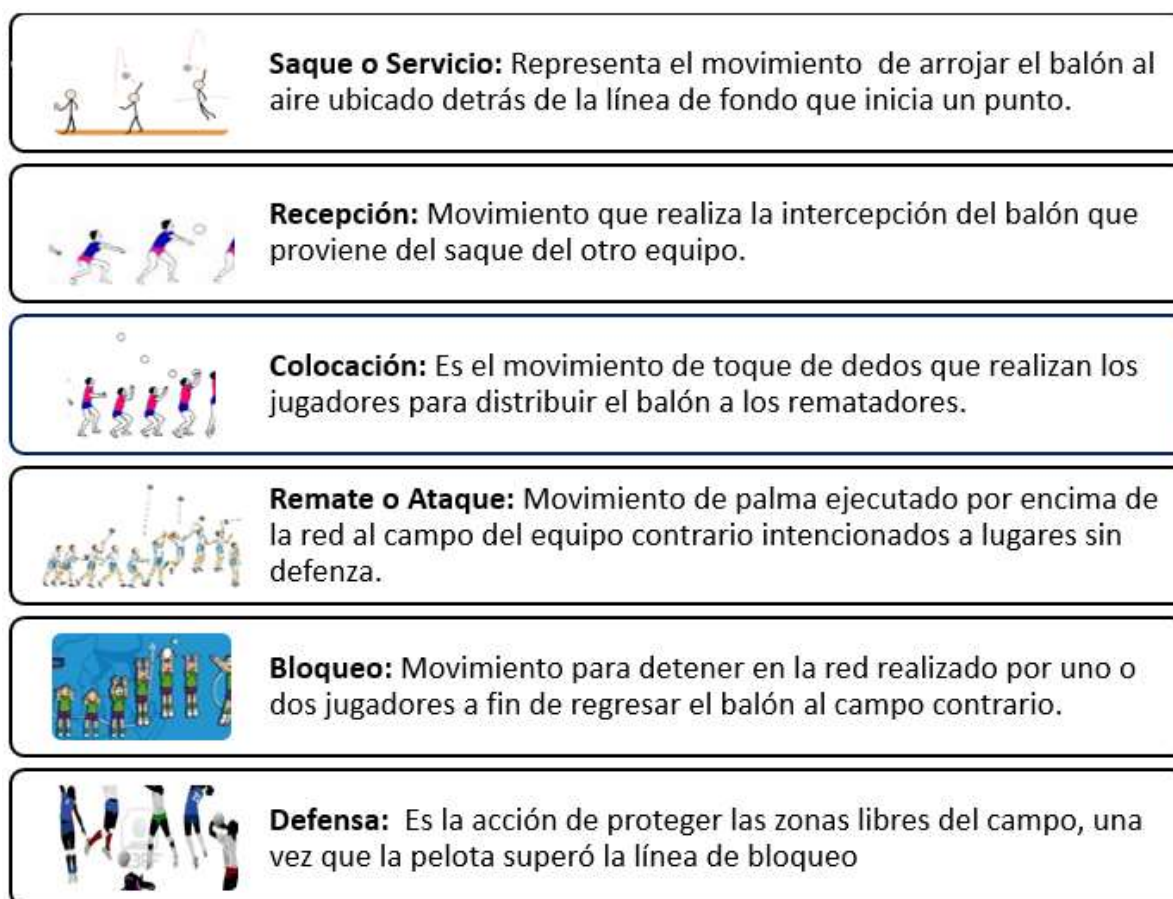 Saque o Servicio: Representa el movimiento de arrojar el balón al
aire ubicado detrás de la línea de fondo que inicia un punto.
Recepción: Movimiento que realiza la intercepción del balón que
proviene del saque del otro equipo.
Colocación: Es el movimiento de toque de dedos que realizan los
jugadores para distribuir el balón a los rematadores.
Remate o Ataque: Movimiento de palma ejecutado por encima de
la red al campo del equipo contrario intencionados a lugares sin
defenza.
Bloqueo: Movimiento para detener en la red realizado por uno o
dos jugadores a fin de regresar el balón al campo contrario.
Defensa: Es la acción de proteger las zonas libres del campo, una
vez que la pelota superó la línea de bloqueo